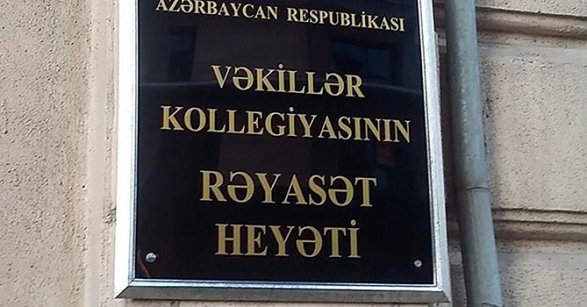 AZƏRBAYCAN RESPUBLİKASI
VƏKİLLƏR
KOLLEGİYASININ
RƏYASƏT
HEYƏTİ